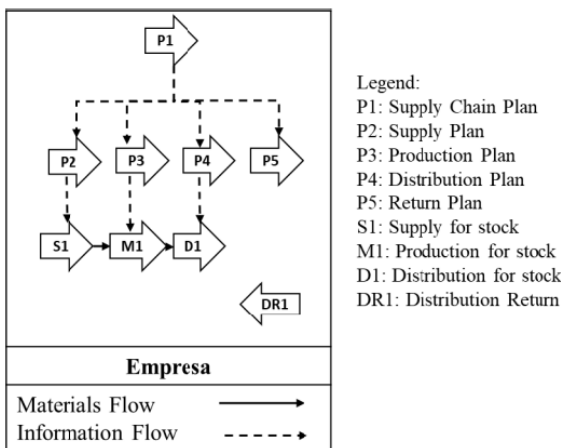 P1
P2 P3 P4 P5
S1 M1 D1
DR1
Empresa
Materials Flow
Information Flow
Legend:
P1: Supply Chain Plan
P2: Supply Plan
P3: Production Plan
P4: Distribution Plan
P5: Return Plan
S1: Supply for stock
M1: Production for stock
D1: Distribution for stock
DR1: Distribution Return